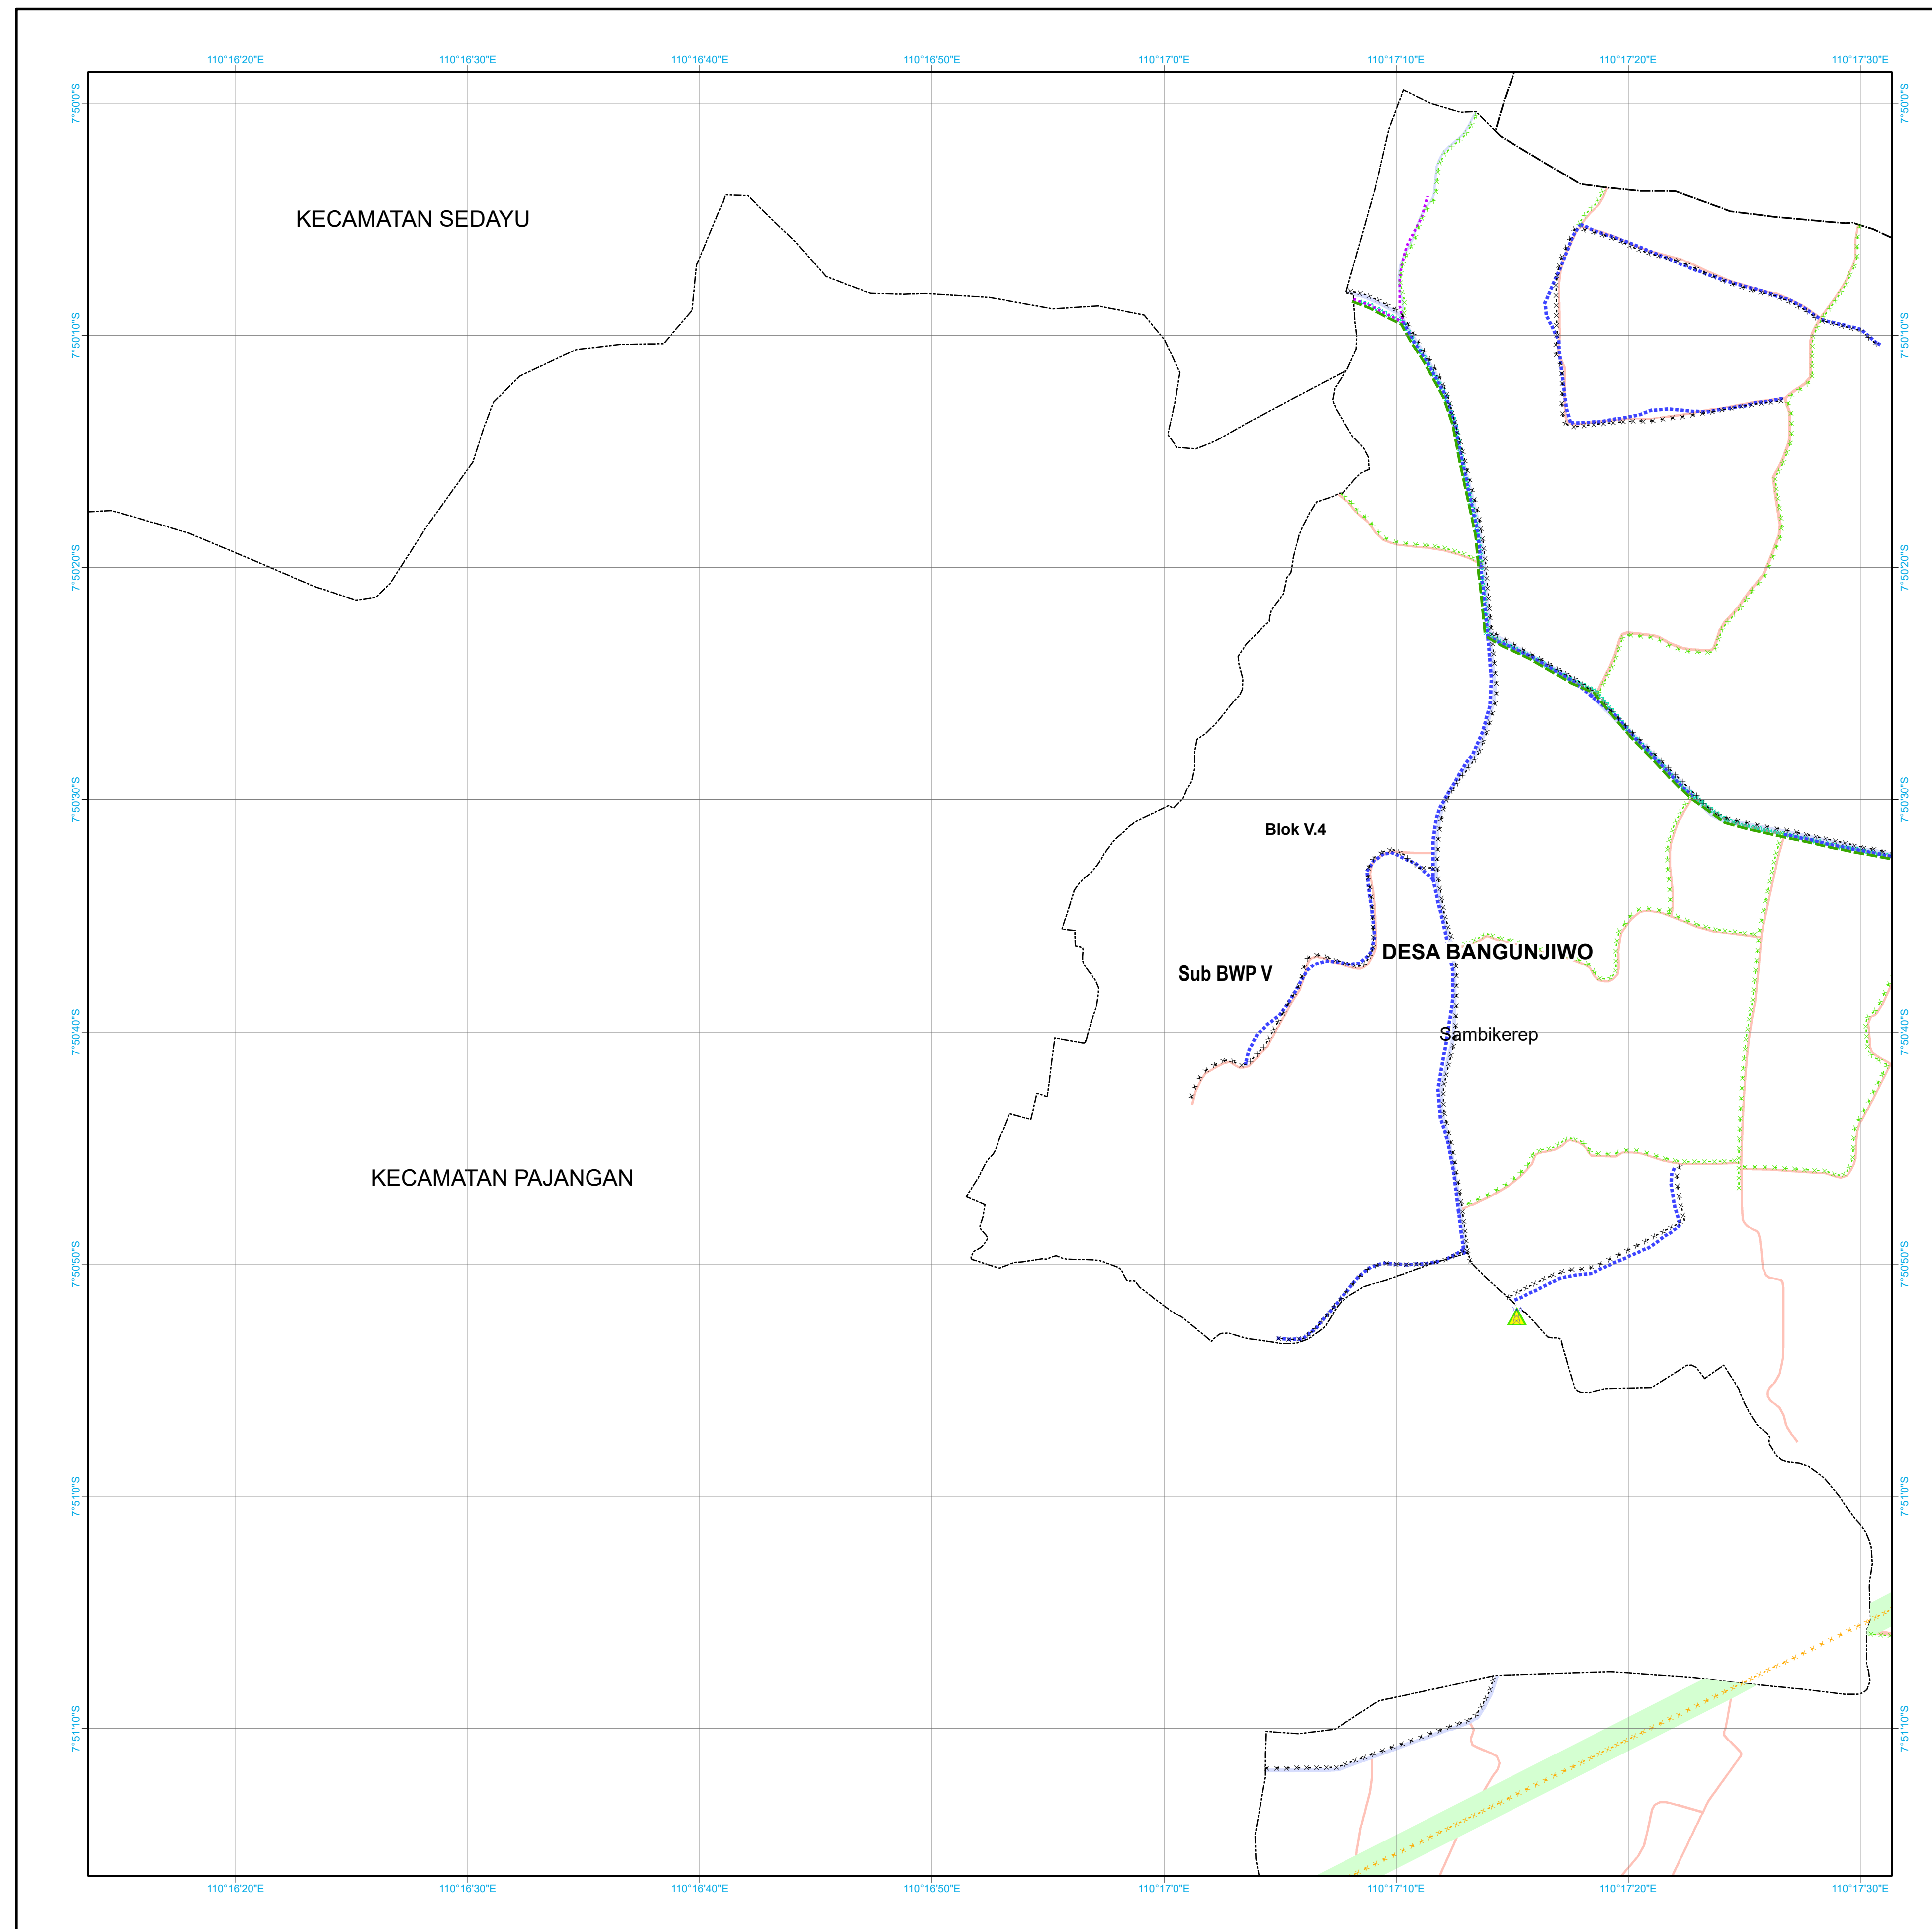 110°16'20"E 110°16'30"E 110°16'40"E 110°16'50"E 110°17'0"E 110°17'10"E 110°17'20"E 110°17'30"E
7°50'0"S 7°50'0"S
KECAMATAN SEDAYU
7°50'10"S 7°50'10"S
7°50'20"S 7°50'20"S
7°50'30"S 7°50'30"S
Blok V.4
DESA BANGUNJIWO
Sub BWP V
7°50'40"S 7°50'40"S
Sambikerep
KECAMATAN PAJANGAN
7°50'50"S 7°50'50"S
7°51'0"S 7°51'0"S
7°51'10"S 7°51'10"S
110°16'20"E 110°16'30"E 110°16'40"E 110°16'50"E 110°17'0"E 110°17'10"E 110°17'20"E 110°17'30"E